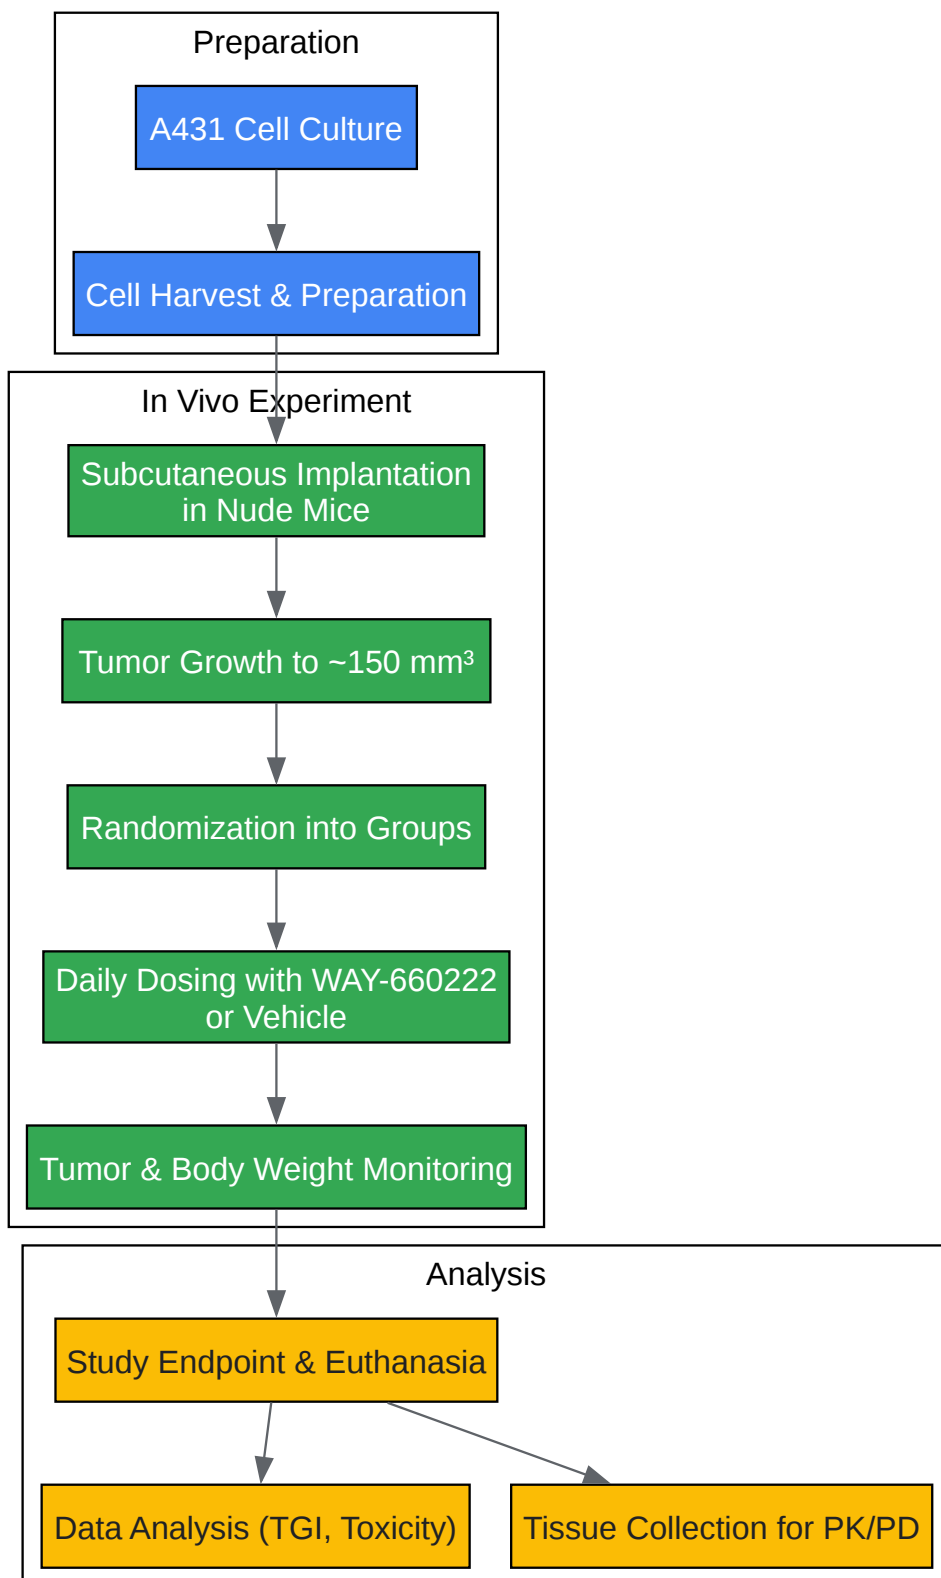 Preparation
A431 Cell Culture
Cell Harvest & Preparation
In Vivo Experiment
Subcutaneous Implantation
in Nude Mice
Tumor Growth to ~150 mm³
Randomization into Groups
Daily Dosing with WAY-660222
or Vehicle
Tumor & Body Weight Monitoring
Analysis
Study Endpoint & Euthanasia
Data Analysis (TGI, Toxicity)
Tissue Collection for PK/PD